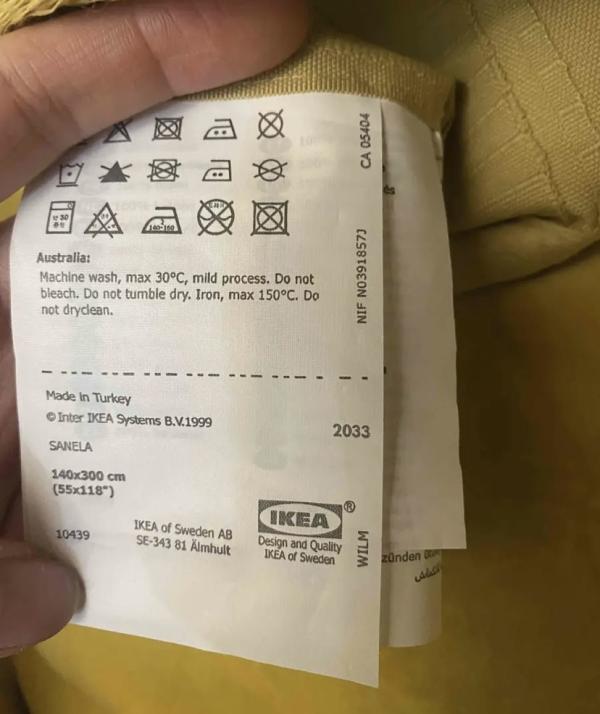 Australia:
Machine wash, max 30°C, mild process. Do not
bleach. Do not tumble dry. Iron, max 150°C. Do
not dryclean.
Made in Turkey
© Inter IKEA Systems B.V.1999
2033
SANELA
140x300 cm
(55x118")
10439
IKEA of Sweden AB
SE-343 81 Älmhult
IKEA®
Design and Quality
IKEA of Sweden
CA 05404
NIF N0391857J
WILM
zünden